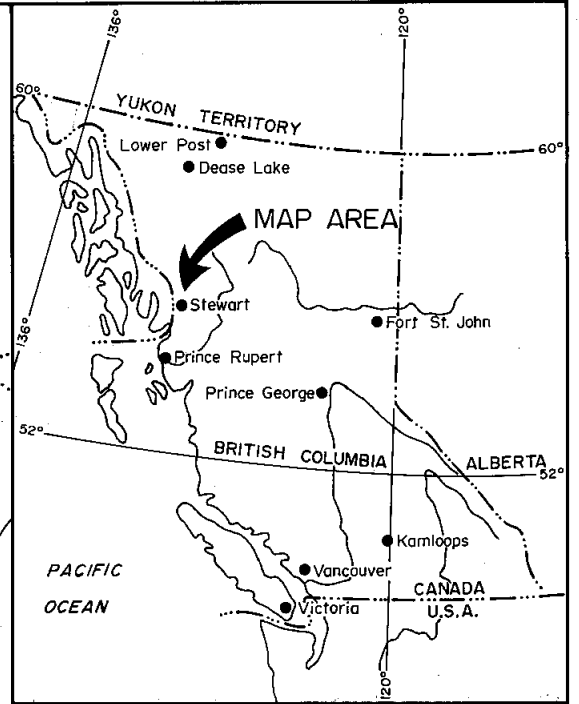 136°
120°
60°
YUKON TERRITORY
Lower Post
60°
Dease Lake
MAP AREA
Stewart
Fort St. John
136°
Prince Rupert
Prince George
52°
BRITISH COLUMBIA
ALBERTA
52°
Kamloops
PACIFIC
OCEAN
Vancouver
CANADA
U.S.A.
Victoria
120°